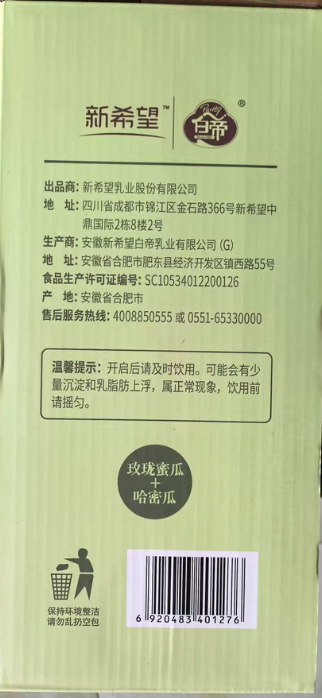 新希望™
Purity
白帝®
出品商：新希望乳业股份有限公司
地　址：四川省成都市锦江区金石路366号新希望中
鼎国际2栋8楼2号
生产商：安徽新希望白帝乳业有限公司（G）
地　址：安徽省合肥市肥东县经济开发区镇西路55号
食品生产许可证编号：SC10534012200126
产　地：安徽省合肥市
售后服务热线：4008850555 或 0551-65330000
温馨提示：开启后请及时饮用。可能会有少
量沉淀和乳脂肪上浮，属正常现象，饮用前
请摇匀。
玫珑蜜瓜
+
哈密瓜
保持环境整洁
请勿乱扔空包
6 920483 401276